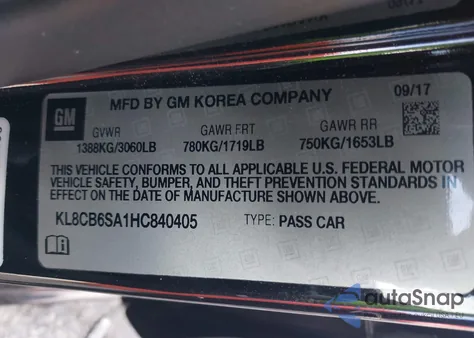 GM
MFD BY GM KOREA COMPANY
09/17
GVWR GAWR FRT GAWR RR
1388KG/3060LB 780KG/1719LB 750KG/1653LB
THIS VEHICLE CONFORMS TO ALL APPLICABLE U.S. FEDERAL MOTOR
VEHICLE SAFETY, BUMPER, AND THEFT PREVENTION STANDARDS IN
EFFECT ON THE DATE OF MANUFACTURE SHOWN ABOVE.
KL8CB6SA1HC840405 TYPE: PASS CAR
autoSnap